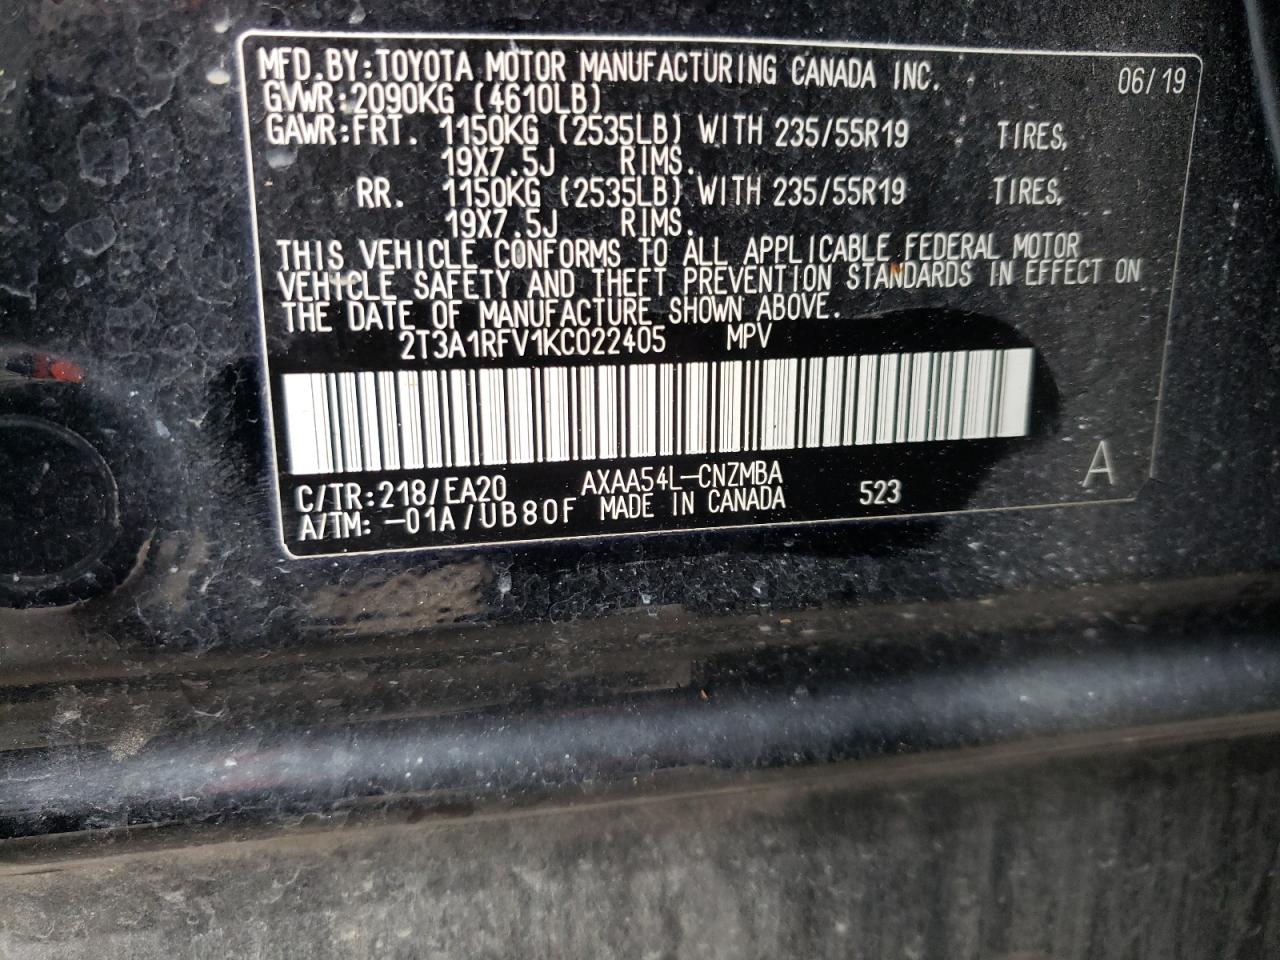 MFD.BY:TOYOTA MOTOR MANUFACTURING CANADA INC. 06/19
GVWR:2090KG (4610LB)
GAWR:FRT. 1150KG (2535LB) WITH 235/55R19 TIRES,
19X7.5J RIMS.
RR. 1150KG (2535LB) WITH 235/55R19 TIRES,
19X7.5J RIMS.
THIS VEHICLE CONFORMS TO ALL APPLICABLE FEDERAL MOTOR
VEHICLE SAFETY AND THEFT PREVENTION STANDARDS IN EFFECT ON
THE DATE OF MANUFACTURE SHOWN ABOVE.
2T3A1RFV1KC022405 MPV
C/TR:218/EA20 AXAA54L-CNZMBA 523 A
A/TM:-01A/UB80F MADE IN CANADA